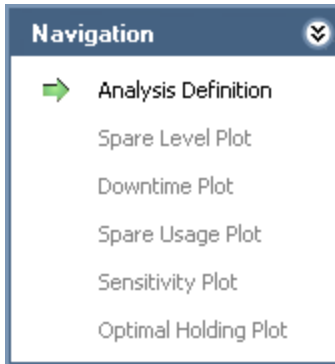 Navigation
Analysis Definition
Spare Level Plot
Downtime Plot
Spare Usage Plot
Sensitivity Plot
Optimal Holding Plot